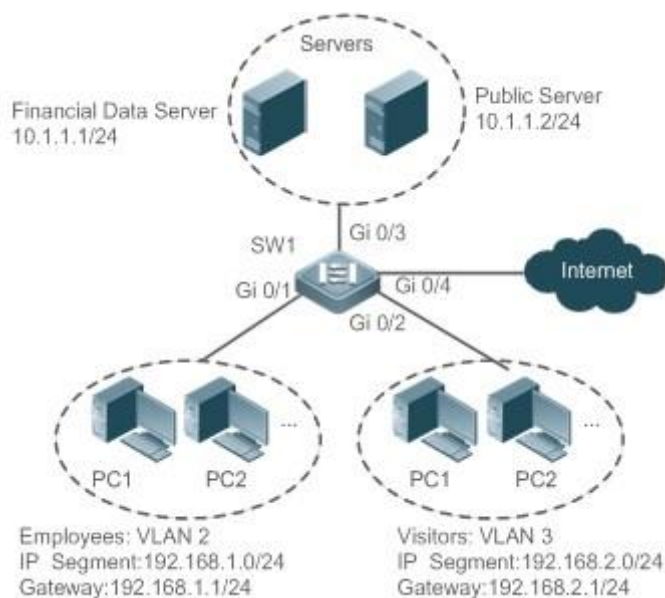 Servers
Financial Data Server
10.1.1.1/24
Public Server
10.1.1.2/24
Gi 0/3
SW1
Internet
Gi 0/1
Gi 0/4
Gi 0/2
...
...
PC1
PC2
PC1
PC2
Employees: VLAN 2
IP Segment:192.168.1.0/24
Gateway:192.168.1.1/24
Visitors: VLAN 3
IP Segment:192.168.2.0/24
Gateway:192.168.2.1/24